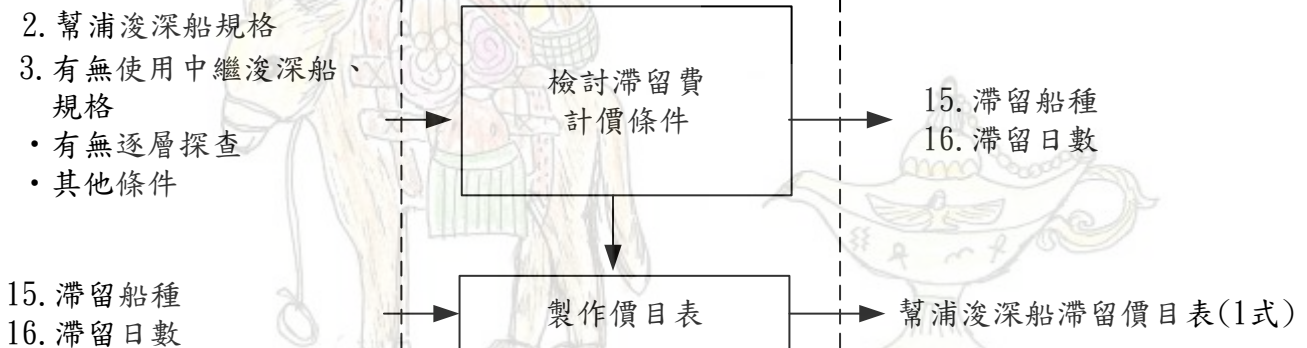 2.幫浦浚深船規格
3.有無使用中繼浚深船、
規格
・有無逐層探查
・其他條件
檢討滯留費
計價條件
15.滯留船種
16.滯留日數
15.滯留船種
16.滯留日數
製作價目表
幫浦浚深船滯留價目表(1式)